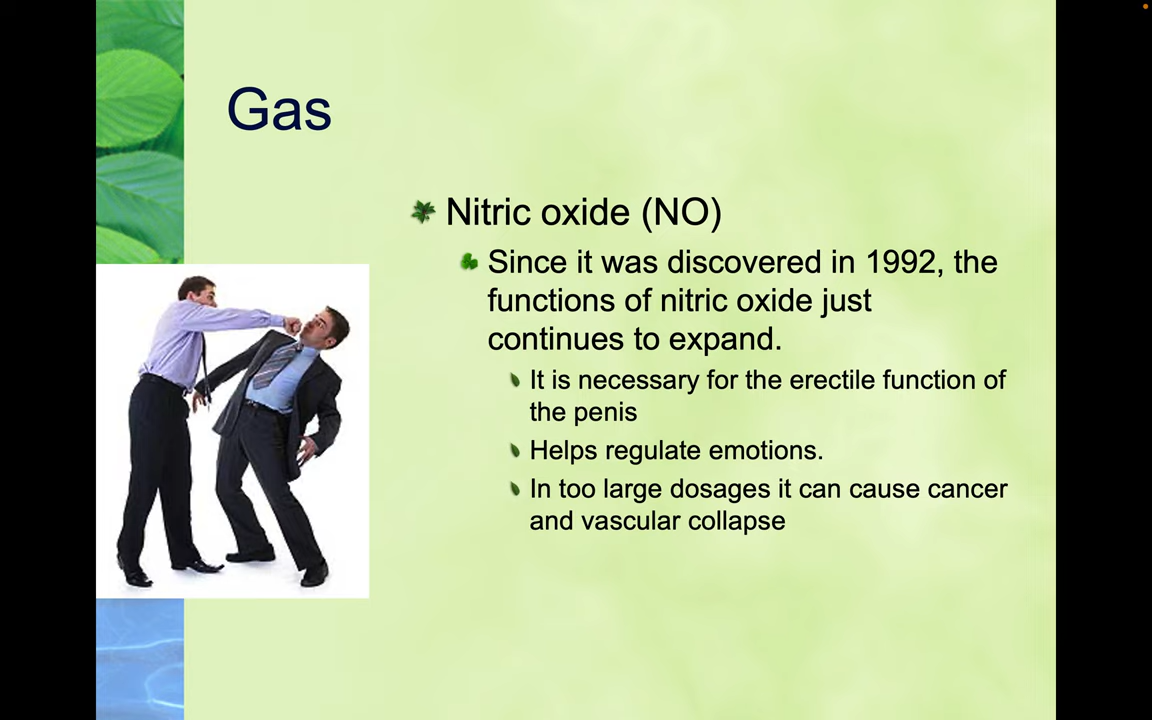 Gas
Nitric oxide (NO)
Since it was discovered in 1992, the
functions of nitric oxide just
continues to expand.
It is necessary for the erectile function of
the penis
Helps regulate emotions.
In too large dosages it can cause cancer
and vascular collapse